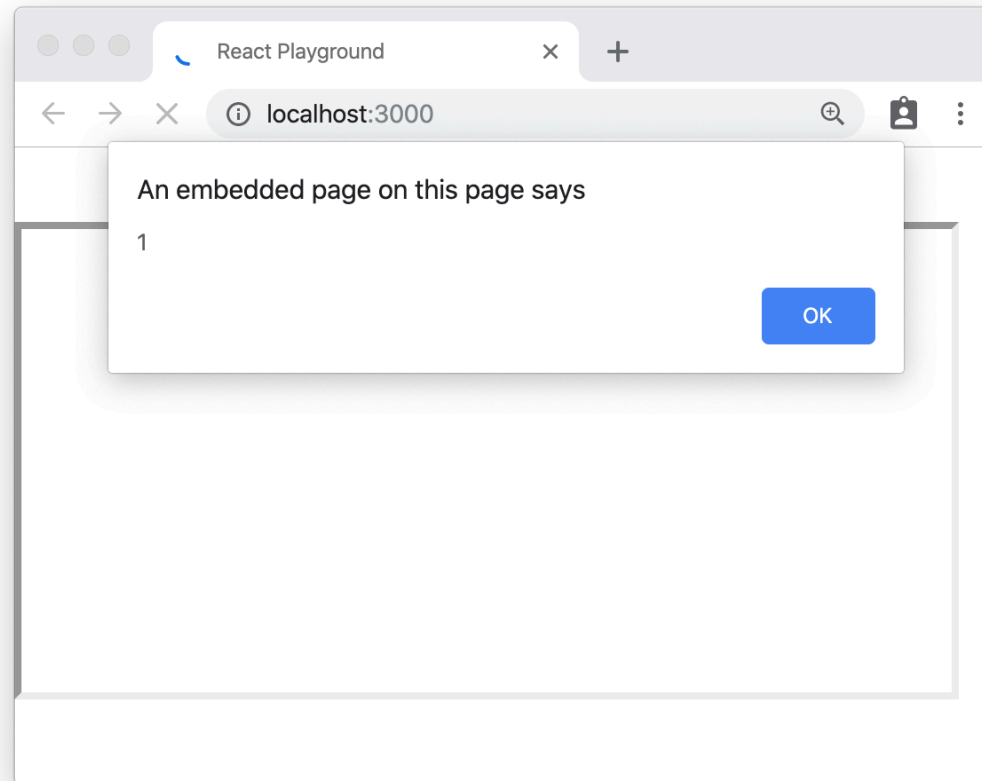 React Playground
localhost:3000
An embedded page on this page says
1
OK